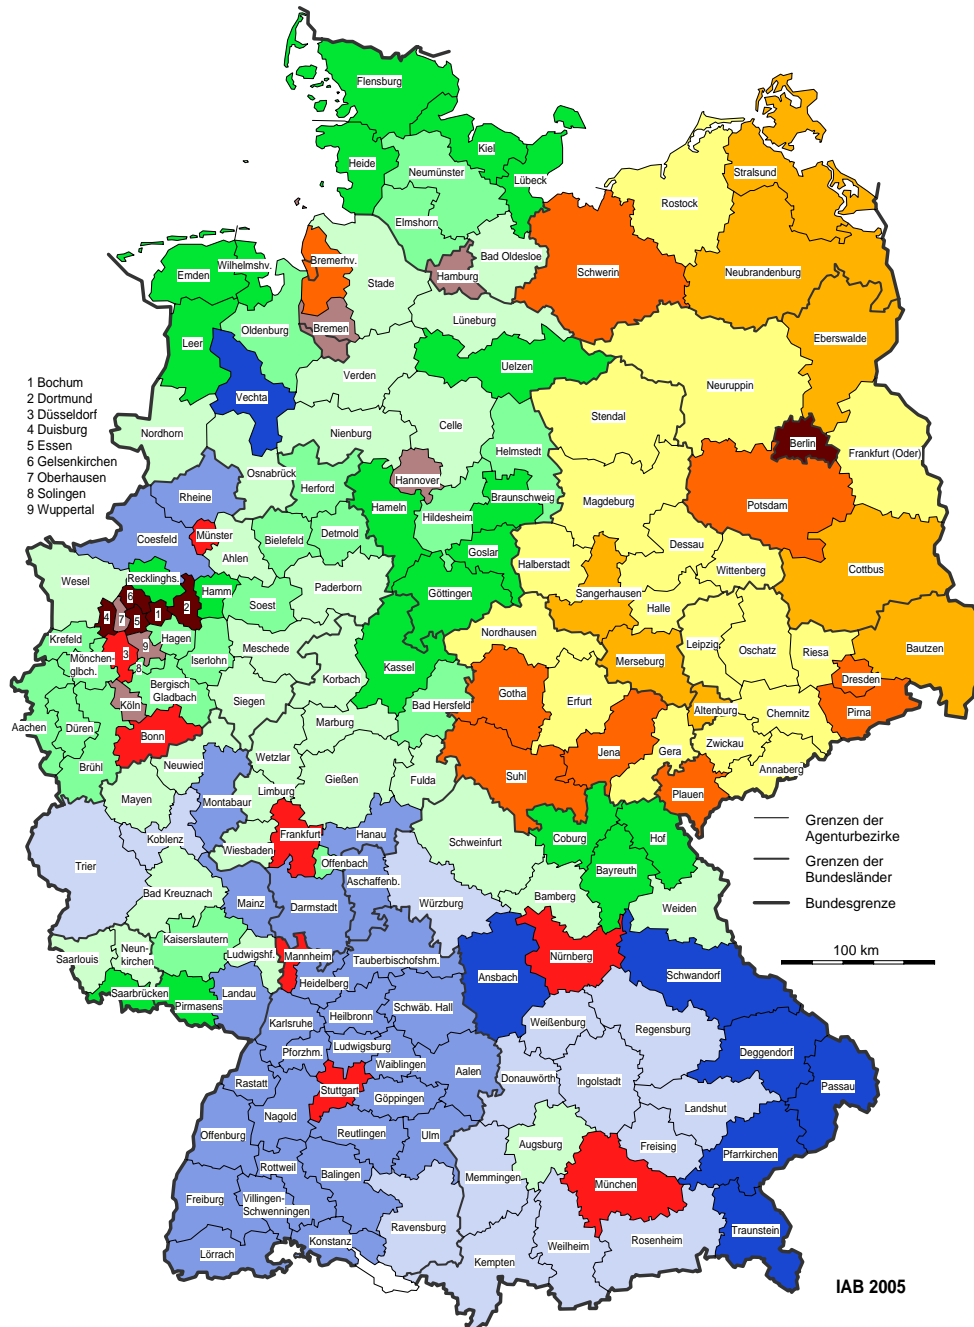 Flensburg
Kiel
Heide
Neumünster
Lübeck
Stralsund
Rostock
Elmshorn
Bad Oldesloe
Wilhelmshv.
Bremerhv.
Emden
Stade
Hamburg
Schwerin
Neubrandenburg
Lüneburg
Oldenburg
Bremen
Leer
Eberswalde
Uelzen
Verden
Neuruppin
Vechta
1 Bochum
2 Dortmund
3 Düsseldorf
4 Duisburg
5 Essen
6 Gelsenkirchen
7 Oberhausen
8 Solingen
9 Wuppertal
Stendal
Celle
Nordhorn
Nienburg
Berlin
Helmstedt
Frankfurt (Oder)
Osnabrück
Hannover
Herford
Rheine
Braunschweig
Magdeburg
Potsdam
Hameln
Hildesheim
Münster
Detmold
Coesfeld
Bielefeld
Dessau
Ahlen
Goslar
Halberstadt
Wittenberg
Cottbus
Wesel
Recklinghs.
Hamm
Paderborn
Göttingen
Sangerhausen
Soest
Halle
6
2
4
7
5
1
Nordhausen
Krefeld
Hagen
Meschede
Leipzig
Oschatz
Riesa
Bautzen
9
3
Mönchen-
glbch.
8
Iserlohn
Kassel
Merseburg
Korbach
Dresden
Bergisch
Gladbach
Gotha
Köln
Siegen
Erfurt
Altenburg
Chemnitz
Pirna
Aachen
Düren
Bad Hersfeld
Marburg
Bonn
Jena
Gera
Zwickau
Wetzlar
Neuwied
Brühl
Annaberg
Gießen
Fulda
Suhl
Limburg
Plauen
Mayen
Montabaur
Grenzen der
Agenturbezirke
Koblenz
Frankfurt
Hanau
Schweinfurt
Coburg
Hof
Wiesbaden
Offenbach
Grenzen der
Bundesländer
Trier
Bayreuth
Aschaffenb.
Bad Kreuznach
Bamberg
Mainz
Würzburg
Darmstadt
Weiden
Bundesgrenze
Kaiserslautern
Neun-
kirchen
Saarlouis
Ludwigshf.
Mannheim
Nürnberg
100 km
Tauberbischofshm.
Schwandorf
Ansbach
Heidelberg
Saarbrücken
Landau
Pirmasens
Schwäb. Hall
Heilbronn
Karlsruhe
Weißenburg
Regensburg
Ludwigsburg
Pforzhm.
Deggendorf
Waiblingen
Aalen
Donauwörth
Ingolstadt
Rastatt
Stuttgart
Passau
Göppingen
Nagold
Landshut
Offenburg
Reutlingen
Ulm
Augsburg
Freising
Pfarrkirchen
Rottweil
Balingen
Memmingen
München
Freiburg
Villingen-
Schwenningen
Ravensburg
Traunstein
Konstanz
Rosenheim
Lörrach
Weilheim
Kempten
IAB 2005